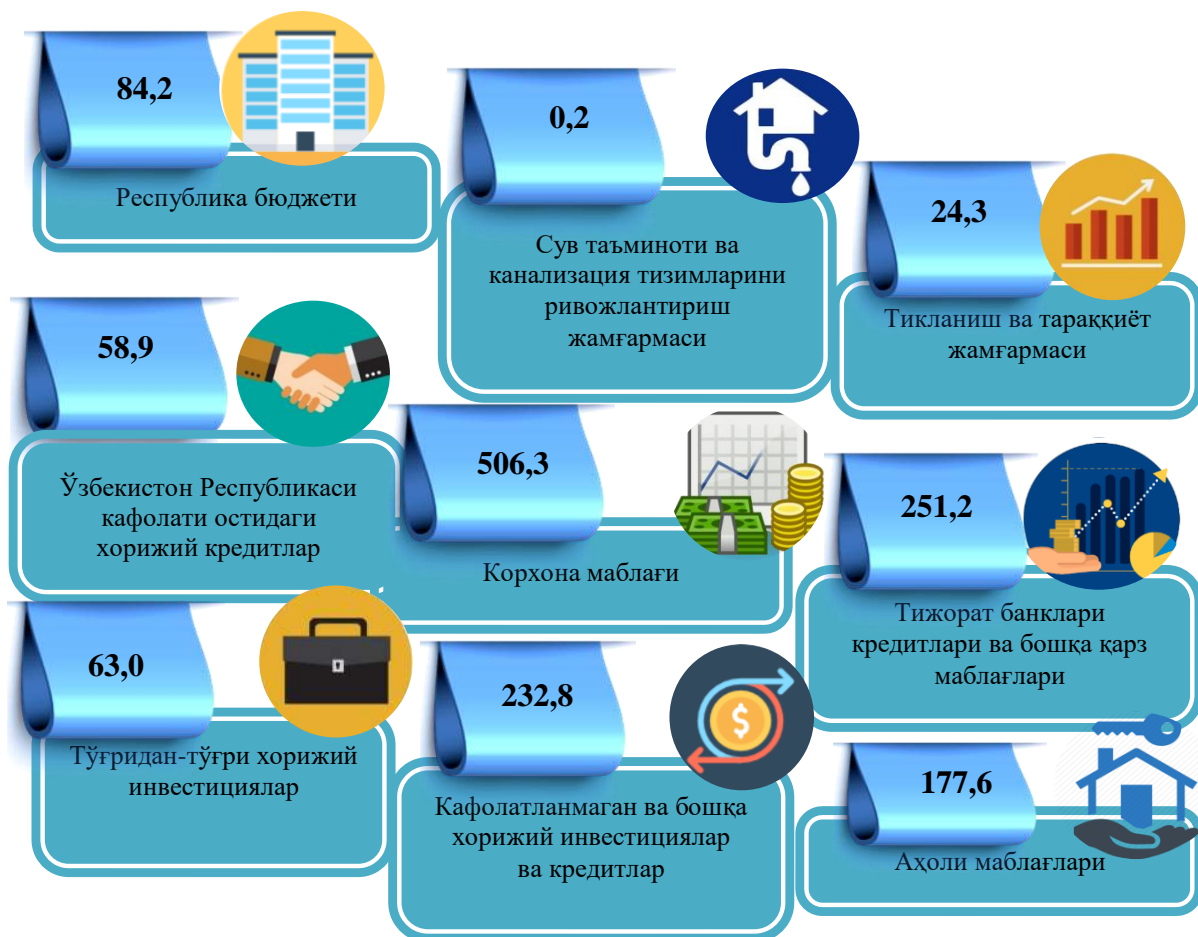 84,2
Республика бюджети
0,2
Сув таъминоти ва
канализация тизимларини
ривожлантириш
жамғармаси
24,3
Тикланиш ва тараққиёт
жамғармаси
58,9
Ўзбекистон Республикаси
кафолати остидаги
хорижий кредитлар
506,3
Корхона маблағи
251,2
Тижорат банклари
кредитлари ва бошқа қарз
маблағлари
63,0
Тўғридан-тўғри хорижий
инвестициялар
232,8
Кафолатланмаган ва бошқа
хорижий инвестициялар
ва кредитлар
177,6
Аҳоли маблағлари